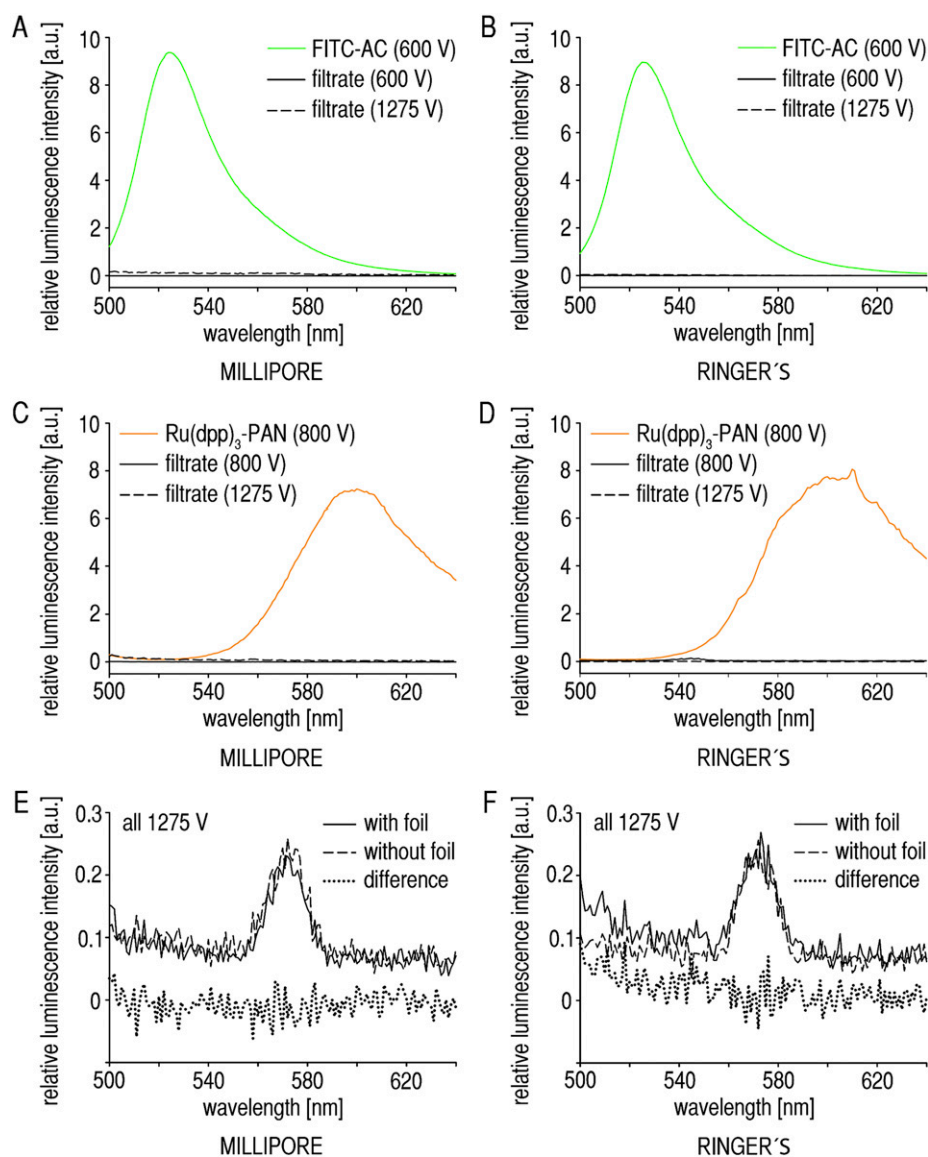 A
relative luminescence intensity [a.u.]
10
8
6
4
2
0
FITC-AC (600 V)
filtrate (600 V)
filtrate (1275 V)
500 540 580 620
wavelength [nm]
MILLIPORE
B
relative luminescence intensity [a.u.]
10
8
6
4
2
0
FITC-AC (600 V)
filtrate (600 V)
filtrate (1275 V)
500 540 580 620
wavelength [nm]
RINGER´S
C
relative luminescence intensity [a.u.]
10
8
6
4
2
0
Ru(dpp)₃-PAN (800 V)
filtrate (800 V)
filtrate (1275 V)
500 540 580 620
wavelength [nm]
MILLIPORE
D
relative luminescence intensity [a.u.]
10
8
6
4
2
0
Ru(dpp)₃-PAN (800 V)
filtrate (800 V)
filtrate (1275 V)
500 540 580 620
wavelength [nm]
RINGER´S
E
relative luminescence intensity [a.u.]
0.3
0.2
0.1
0
all 1275 V
with foil
without foil
difference
500 540 580 620
wavelength [nm]
MILLIPORE
F
relative luminescence intensity [a.u.]
0.3
0.2
0.1
0
all 1275 V
with foil
without foil
difference
500 540 580 620
wavelength [nm]
RINGER´S